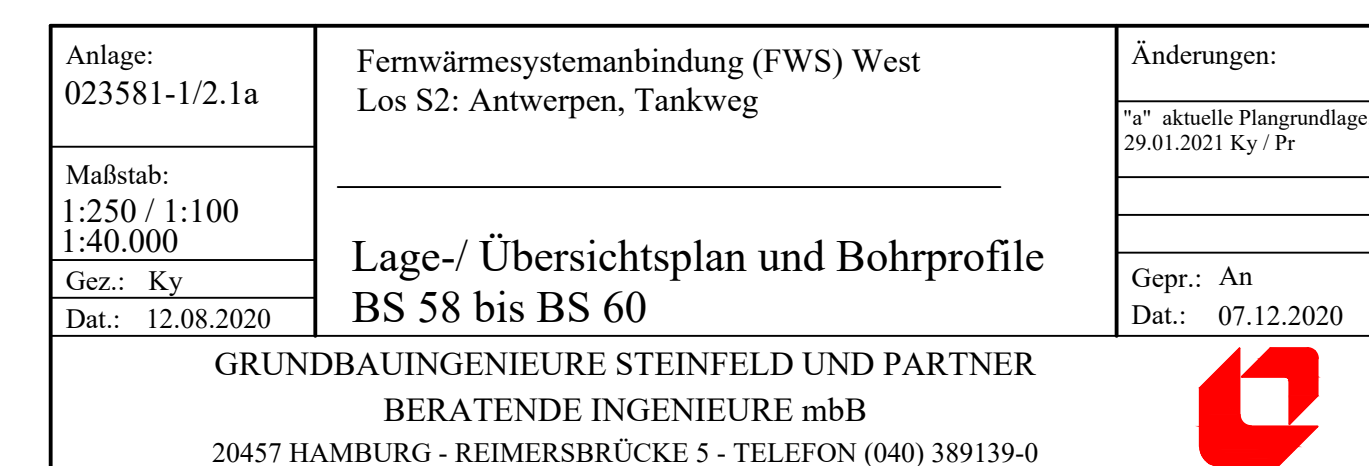 Anlage:
023581-1/2.1a
Maßstab:
1:250 / 1:100
1:40.000
Gez.: Ky
Dat.: 12.08.2020
Fernwärmesystemanbindung (FWS) West
Los S2: Antwerpen, Tankweg
Lage-/ Übersichtsplan und Bohrprofile
BS 58 bis BS 60
Änderungen:
"a" aktuelle Plangrundlage
29.01.2021 Ky / Pr
Gepr.: An
Dat.: 07.12.2020
GRUNDBAUINGENIEURE STEINFELD UND PARTNER
BERATENDE INGENIEURE mbB
20457 HAMBURG - REIMERSBRÜCKE 5 - TELEFON (040) 389139-0